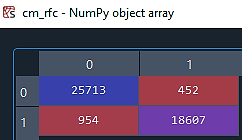 cm_rfc - NumPy object array
0 1
0 25713 452
1 954 18607